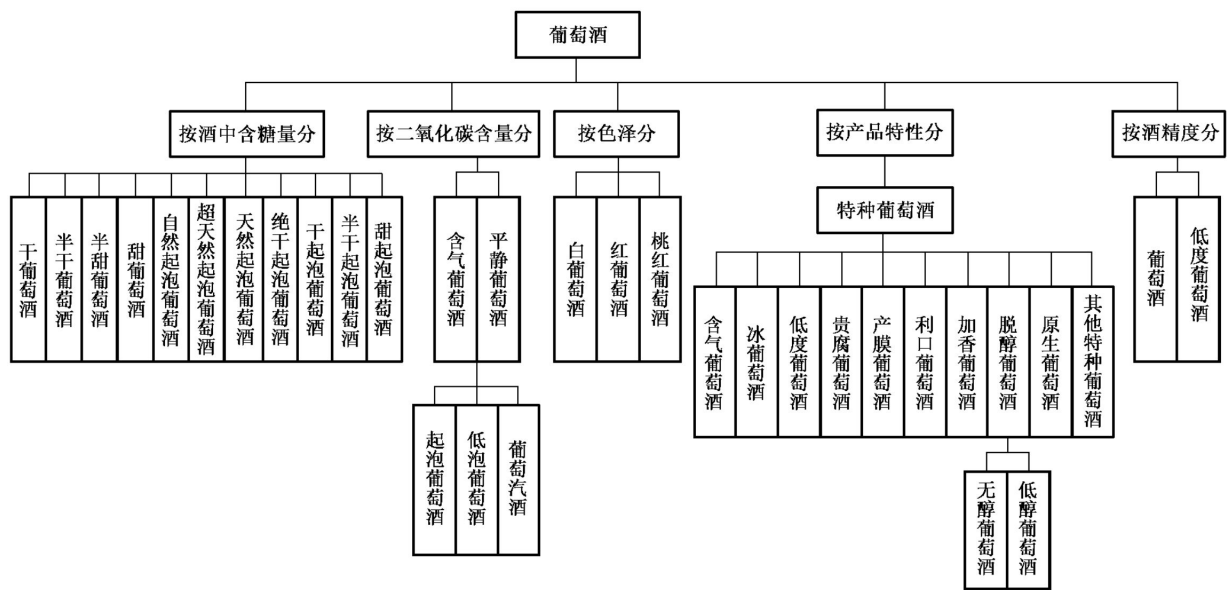 葡萄酒
按酒中含糖量分
按二氧化碳含量分
按色泽分
按产品特性分
按酒精度分
干葡萄酒
半干葡萄酒
半甜葡萄酒
甜葡萄酒
自然起泡葡萄酒
超天然起泡葡萄酒
天然起泡葡萄酒
绝干起泡葡萄酒
干起泡葡萄酒
半干起泡葡萄酒
甜起泡葡萄酒
含气葡萄酒
平静葡萄酒
起泡葡萄酒
低泡葡萄酒
葡萄汽酒
白葡萄酒
红葡萄酒
桃红葡萄酒
特种葡萄酒
含气葡萄酒
冰葡萄酒
低度葡萄酒
贵腐葡萄酒
产膜葡萄酒
利口葡萄酒
加香葡萄酒
脱醇葡萄酒
原生葡萄酒
其他特种葡萄酒
无醇葡萄酒
低醇葡萄酒
葡萄酒
低度葡萄酒